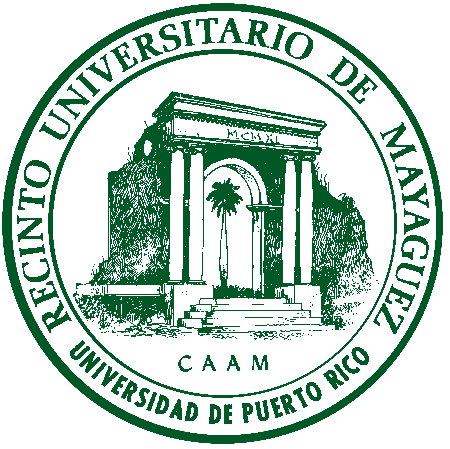 RECINTO UNIVERSITARIO DE MAYAGUEZ
MCMXI
CAAM
UNIVERSIDAD DE PUERTO RICO